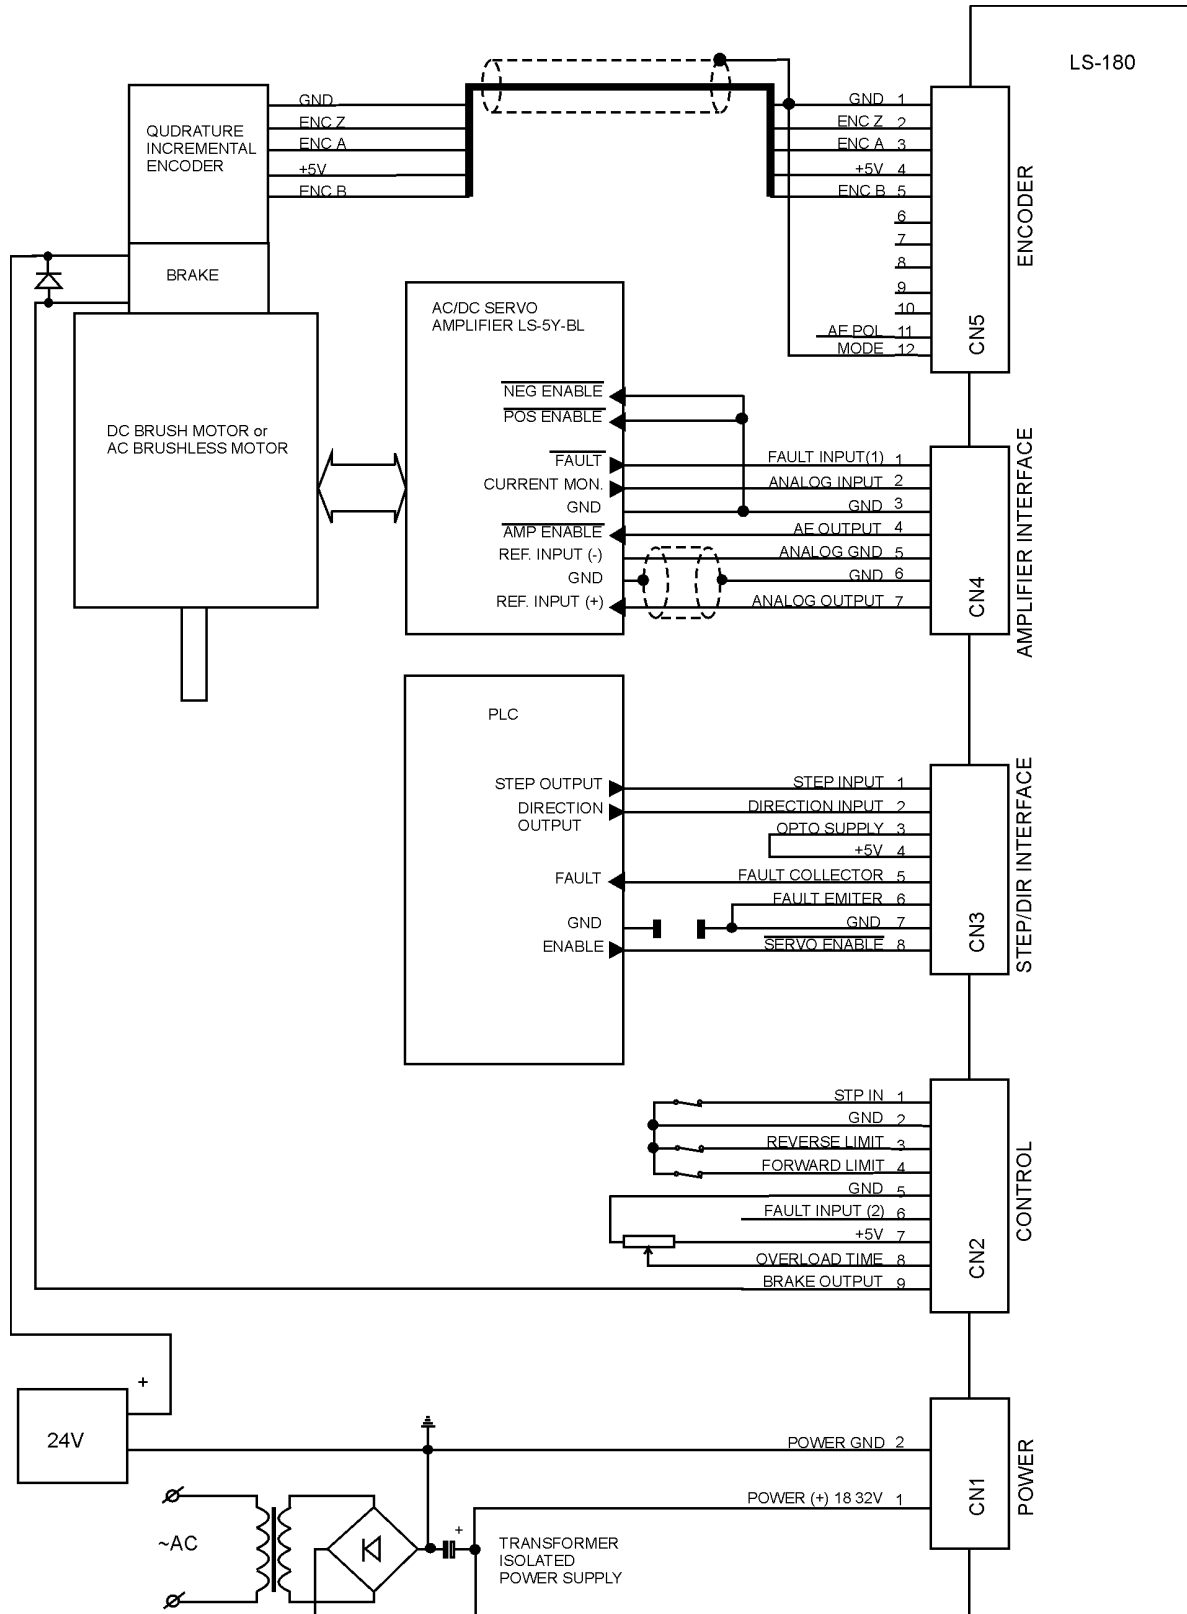 LS-180
QUDRATURE
INCREMENTAL
ENCODER
GND
ENC Z
ENC A
+5V
ENC B
GND 1
ENC Z 2
ENC A 3
+5V 4
ENC B 5
6
7
8
9
10
AE POL 11
MODE 12
CN5
ENCODER
BRAKE
DC BRUSH MOTOR or
AC BRUSHLESS MOTOR
AC/DC SERVO
AMPLIFIER LS-5Y-BL
NEG ENABLE
POS ENABLE
FAULT
CURRENT MON.
GND
AMP ENABLE
REF. INPUT (-)
GND
REF. INPUT (+)
FAULT INPUT(1) 1
ANALOG INPUT 2
GND 3
AE OUTPUT 4
ANALOG GND 5
GND 6
ANALOG OUTPUT 7
CN4
AMPLIFIER INTERFACE
PLC
STEP OUTPUT
DIRECTION
OUTPUT
FAULT
GND
ENABLE
STEP INPUT 1
DIRECTION INPUT 2
OPTO SUPPLY 3
+5V 4
FAULT COLLECTOR 5
FAULT EMITER 6
GND 7
SERVO ENABLE 8
CN3
STEP/DIR INTERFACE
STP IN 1
GND 2
REVERSE LIMIT 3
FORWARD LIMIT 4
GND 5
FAULT INPUT (2) 6
+5V 7
OVERLOAD TIME 8
BRAKE OUTPUT 9
CN2
CONTROL
+
24V
POWER GND 2
POWER (+) 18 32V 1
CN1
POWER
~AC
+
TRANSFORMER
ISOLATED
POWER SUPPLY